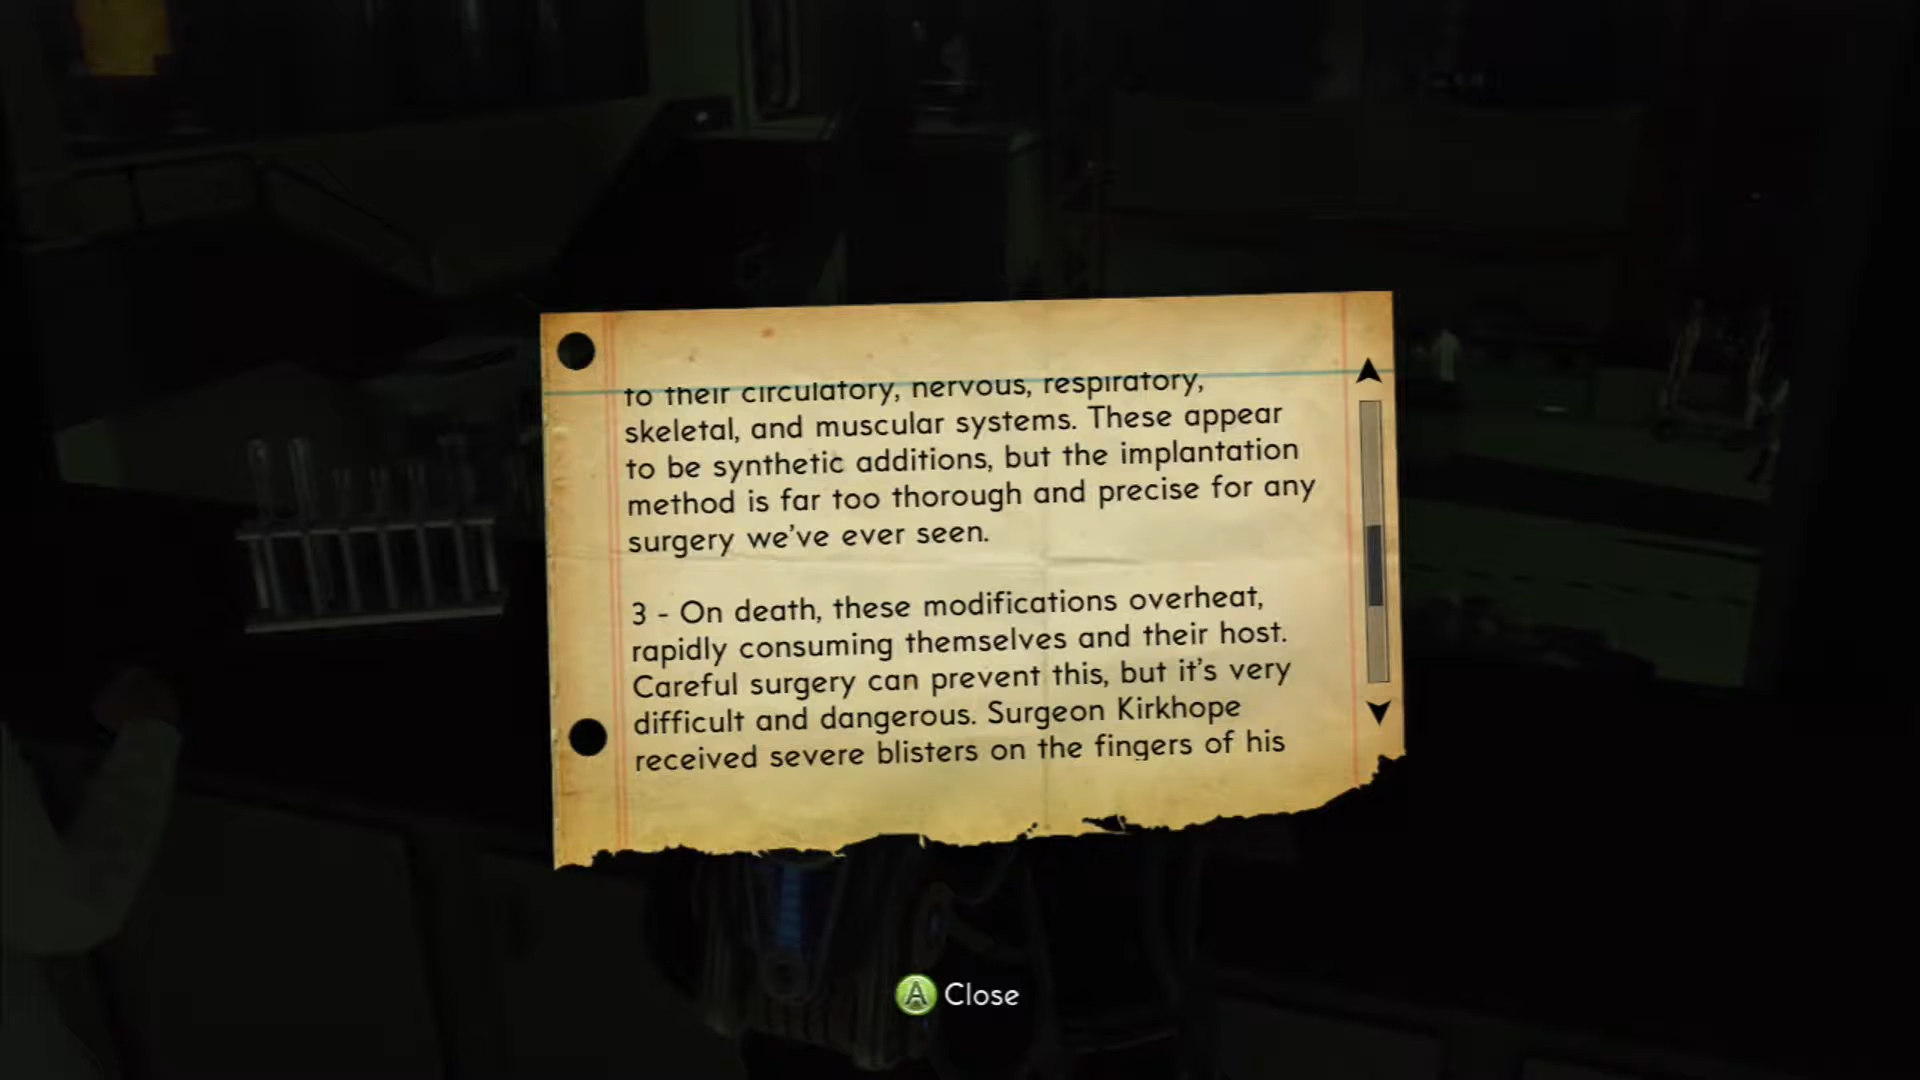 to their circulatory, nervous, respiratory,
skeletal, and muscular systems. These appear
to be synthetic additions, but the implantation
method is far too thorough and precise for any
surgery we've ever seen.
3 - On death, these modifications overheat,
rapidly consuming themselves and their host.
Careful surgery can prevent this, but it's very
difficult and dangerous. Surgeon Kirkhope
received severe blisters on the fingers of his
A Close